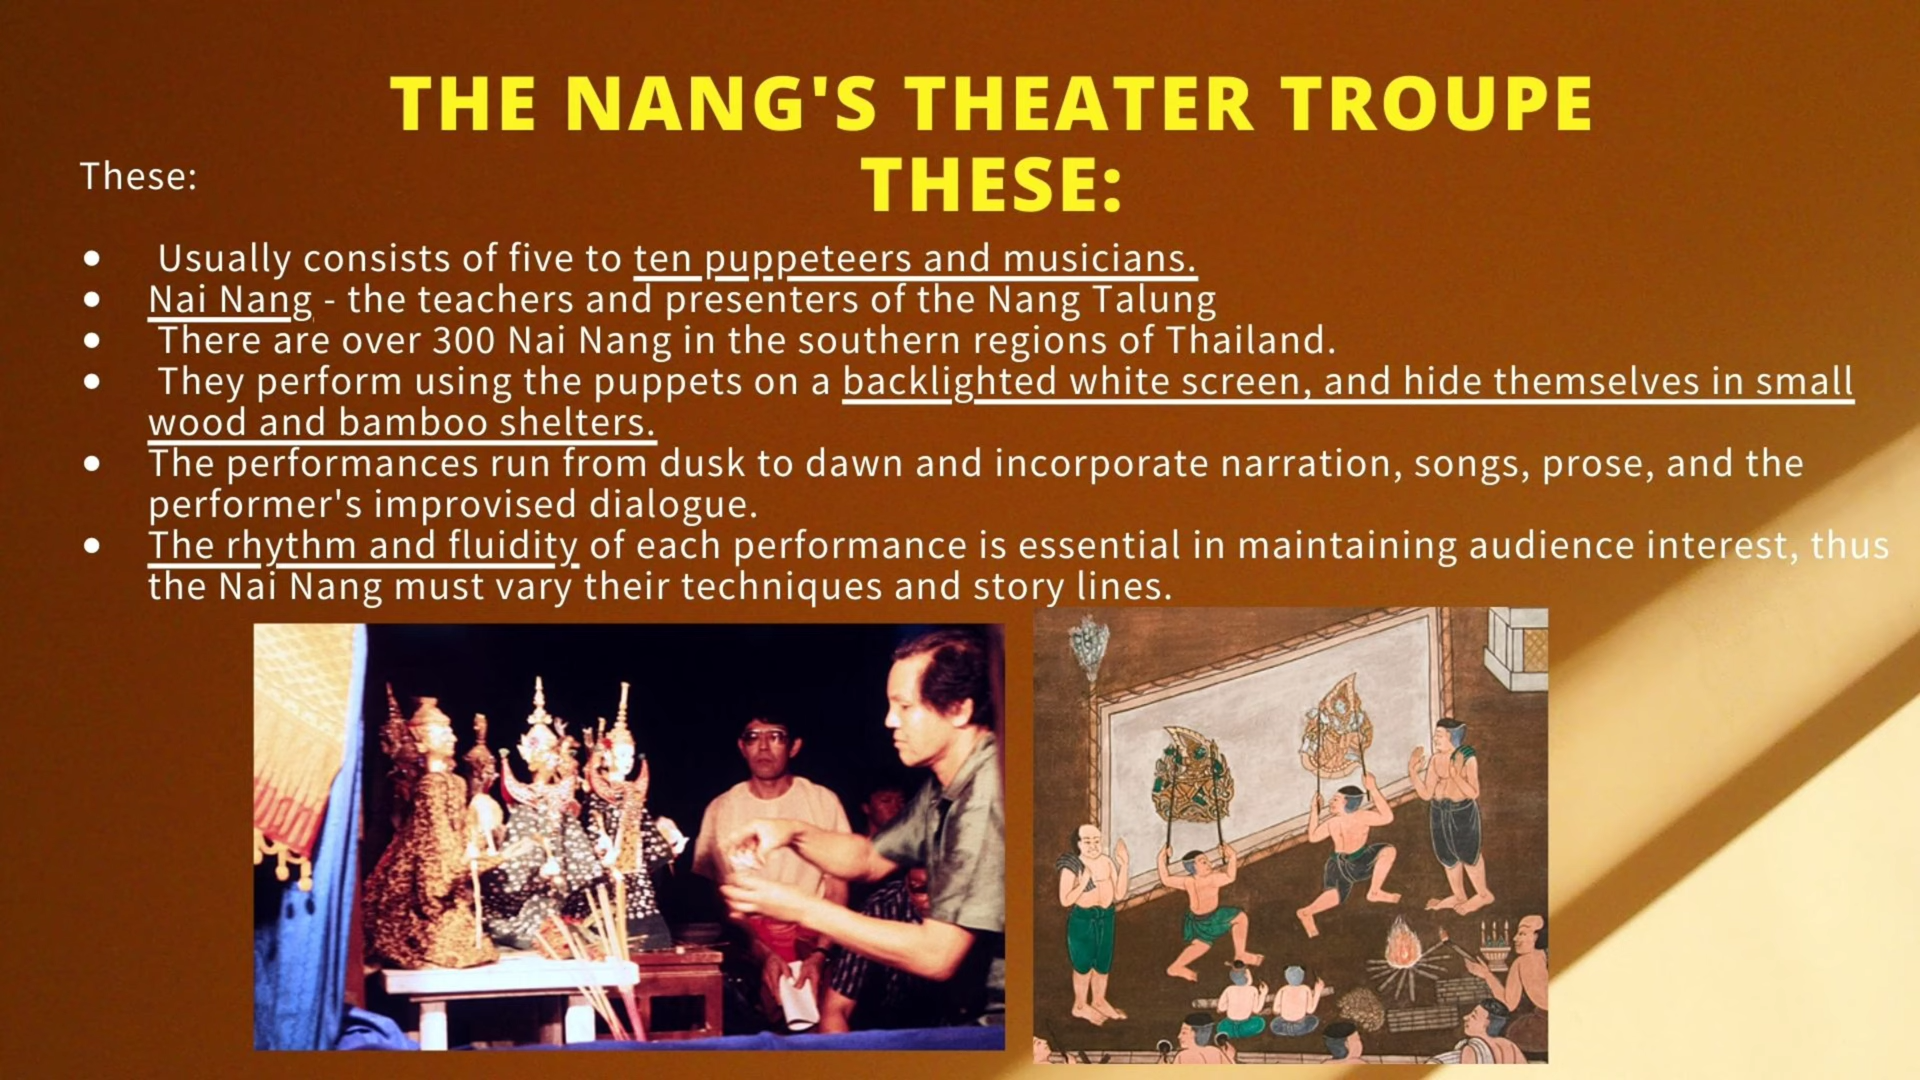 THE NANG'S THEATER TROUPE
THESE:
These:
Usually consists of five to ten puppeteers and musicians.
Nai Nang - the teachers and presenters of the Nang Talung
There are over 300 Nai Nang in the southern regions of Thailand.
They perform using the puppets on a backlighted white screen, and hide themselves in small
wood and bamboo shelters.
The performances run from dusk to dawn and incorporate narration, songs, prose, and the
performer's improvised dialogue.
The rhythm and fluidity of each performance is essential in maintaining audience interest, thus
the Nai Nang must vary their techniques and story lines.